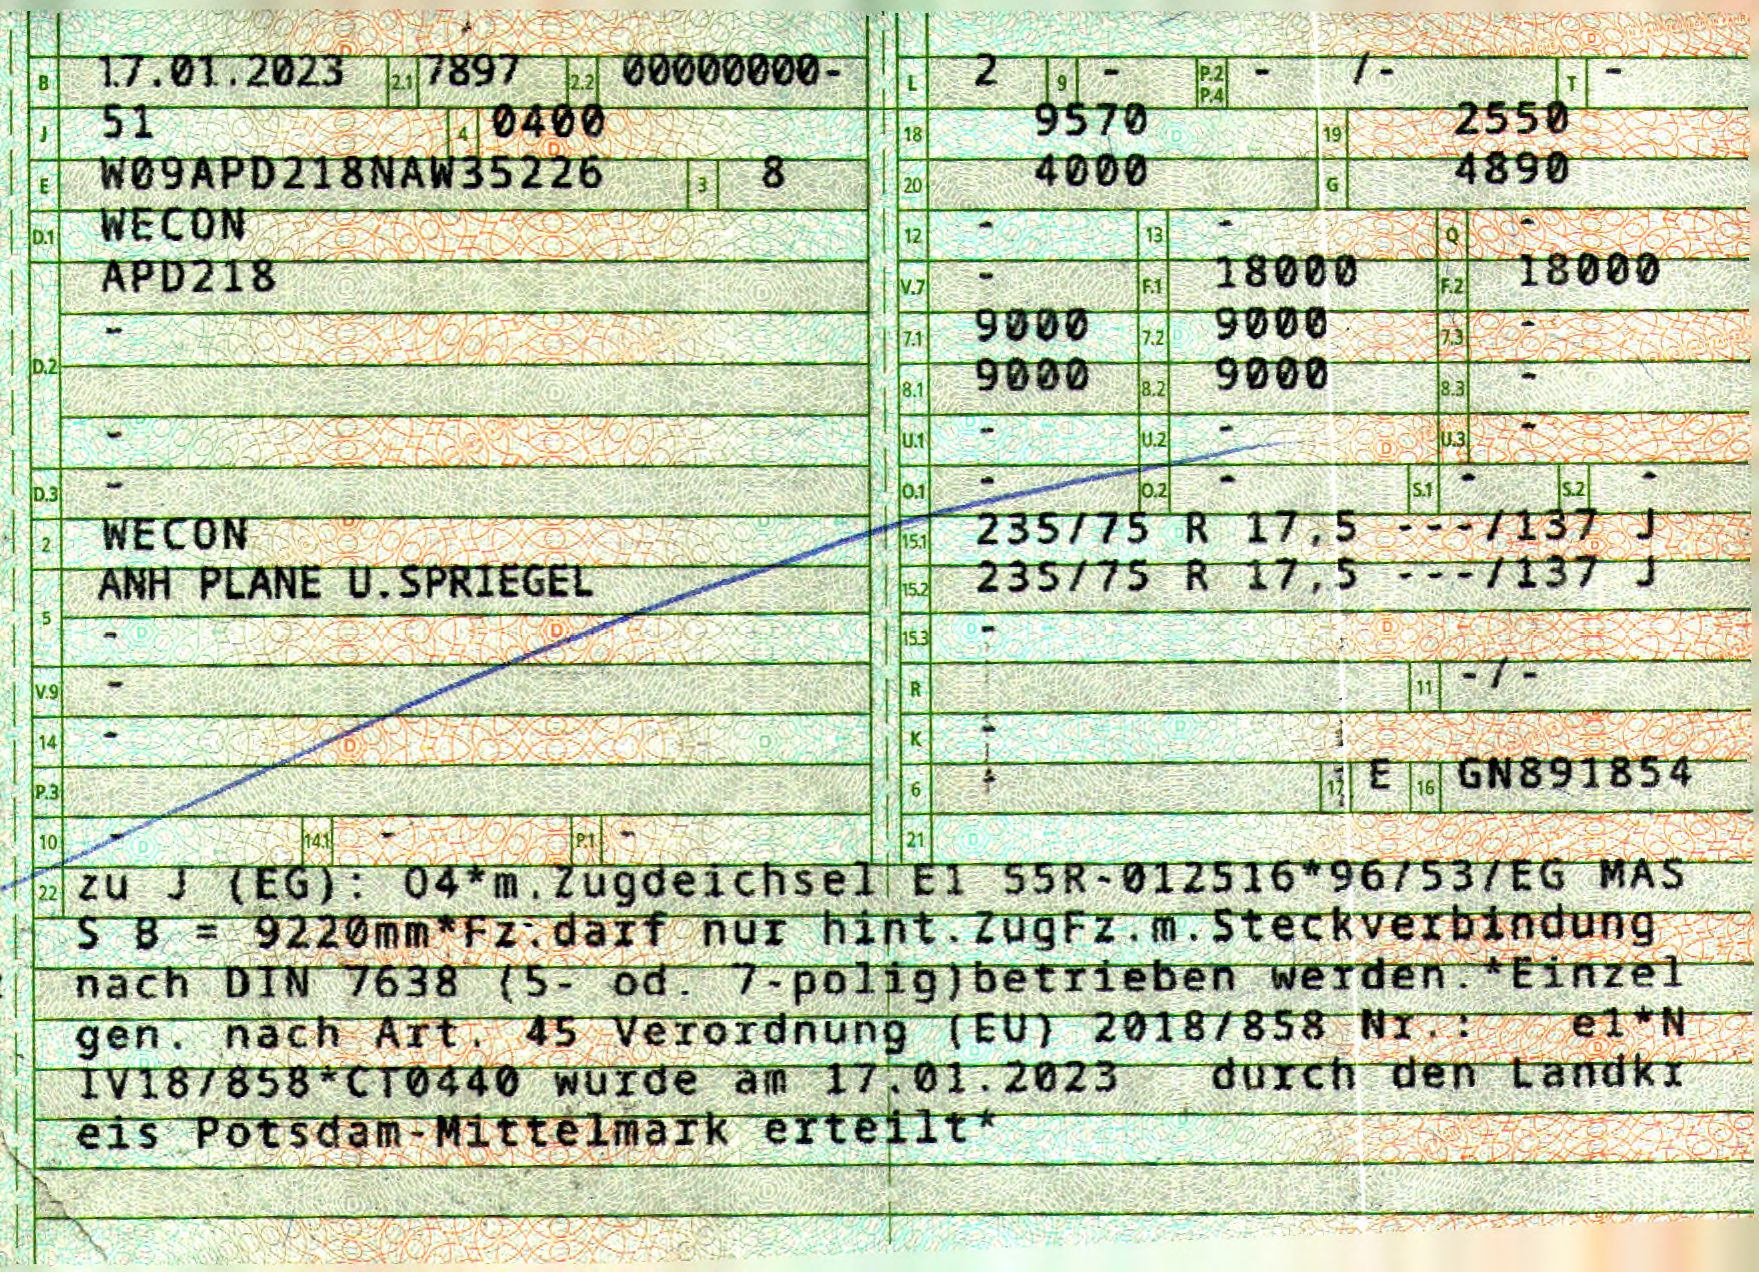 B 17.01.2023 2.1 7897 2.2 00000000-
J 51 4 0400
E W09APD218NAW35226 3 8
D.1 WECON
APD218
-
D.2
-
D.3 -
2 WECON
ANH PLANE U.SPRIEGEL
5 -
V.9 -
14 -
P.3
10 - 14.1 - P.1 -
L 2 9 - P.2 P.4 - /- T -
18 9570 19 2550
20 4000 G 4890
12 - 13 - Q -
V.7 - F.1 18000 F.2 18000
7.1 9000 7.2 9000 7.3 -
8.1 9000 8.2 9000 8.3 -
U.1 - U.2 - U.3 -
O.1 - O.2 - S.1 - S.2 -
15.1 235/75 R 17,5 ---/137 J
15.2 235/75 R 17,5 ---/137 J
15.3 -
R 11 -/-
K -
6 - 17 E 16 GN891854
21
22 zu J (EG): O4*m.Zugdeichsel E1 55R-012516*96/53/EG MAS
S B = 9220mm*Fz.darf nur hint.ZugFz.m.Steckverbindung
nach DIN 7638 (5- od. 7-polig)betrieben werden.*Einzel
gen. nach Art. 45 Verordnung (EU) 2018/858 Nr.: e1*N
IV18/858*CT0440 wurde am 17.01.2023 durch den Landkr
eis Potsdam-Mittelmark erteilt*